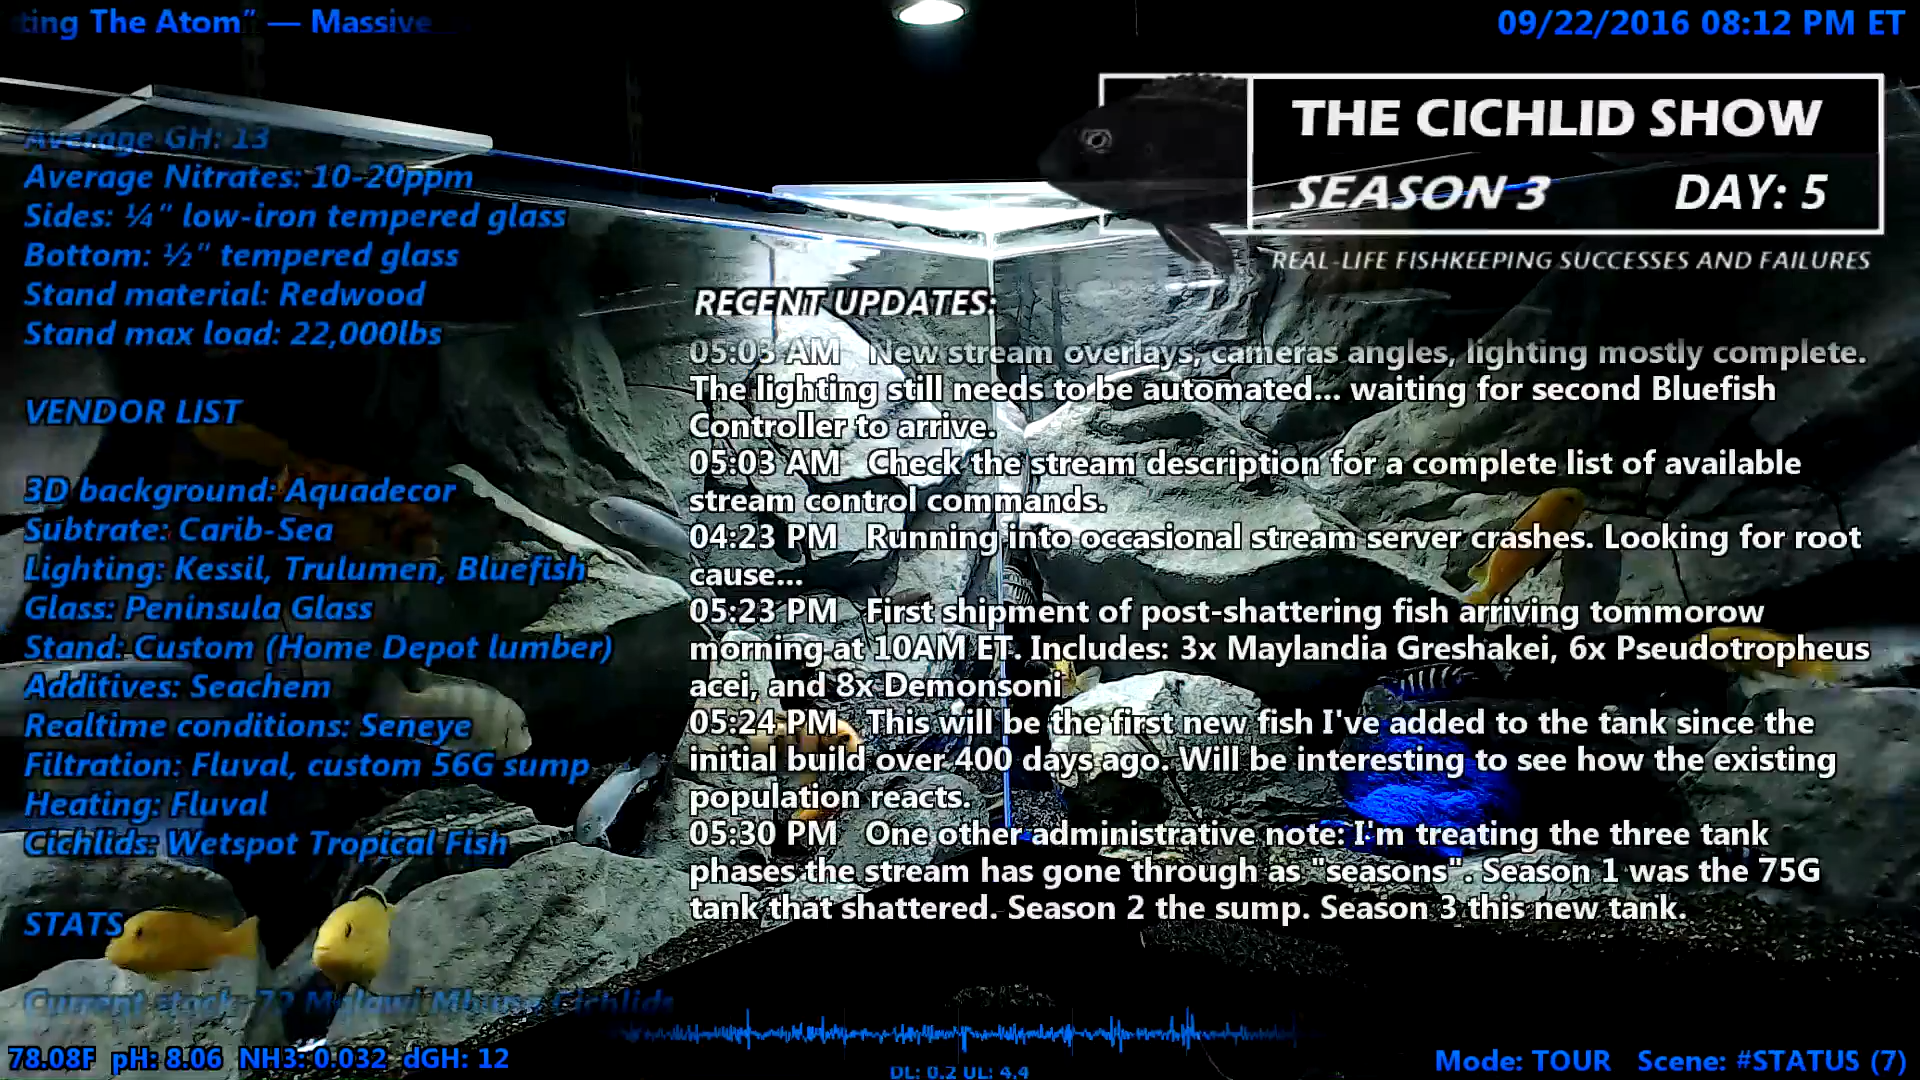 ting The Atom" — Massive
09/22/2016 08:12 PM ET
THE CICHLID SHOW
SEASON 3 DAY: 5
REAL-LIFE FISHKEEPING SUCCESSES AND FAILURES
Average GH: 13
Average Nitrates: 10-20ppm
Sides: ¼" low-iron tempered glass
Bottom: ½" tempered glass
Stand material: Redwood
Stand max load: 22,000lbs
VENDOR LIST
3D background: Aquadecor
Subtrate: Carib-Sea
Lighting: Kessil, Trulumen, Bluefish
Glass: Peninsula Glass
Stand: Custom (Home Depot lumber)
Additives: Seachem
Realtime conditions: Seneye
Filtration: Fluval, custom 56G sump
Heating: Fluval
Cichlids: Wetspot Tropical Fish
STATS
Current stock: 72 Malawi Mbuna Cichlids
RECENT UPDATES:
05:03 AM New stream overlays, cameras angles, lighting mostly complete.
The lighting still needs to be automated... waiting for second Bluefish
Controller to arrive.
05:03 AM Check the stream description for a complete list of available
stream control commands.
04:23 PM Running into occasional stream server crashes. Looking for root
cause...
05:23 PM First shipment of post-shattering fish arriving tommorow
morning at 10AM ET. Includes: 3x Maylandia Greshakei, 6x Pseudotropheus
acei, and 8x Demonsoni
05:24 PM This will be the first new fish I've added to the tank since the
initial build over 400 days ago. Will be interesting to see how the existing
population reacts.
05:30 PM One other administrative note: I'm treating the three tank
phases the stream has gone through as "seasons". Season 1 was the 75G
tank that shattered. Season 2 the sump. Season 3 this new tank.
78.08F pH: 8.06 NH3: 0.032 dGH: 12
DL: 0.2 UL: 4.4
Mode: TOUR Scene: #STATUS (7)